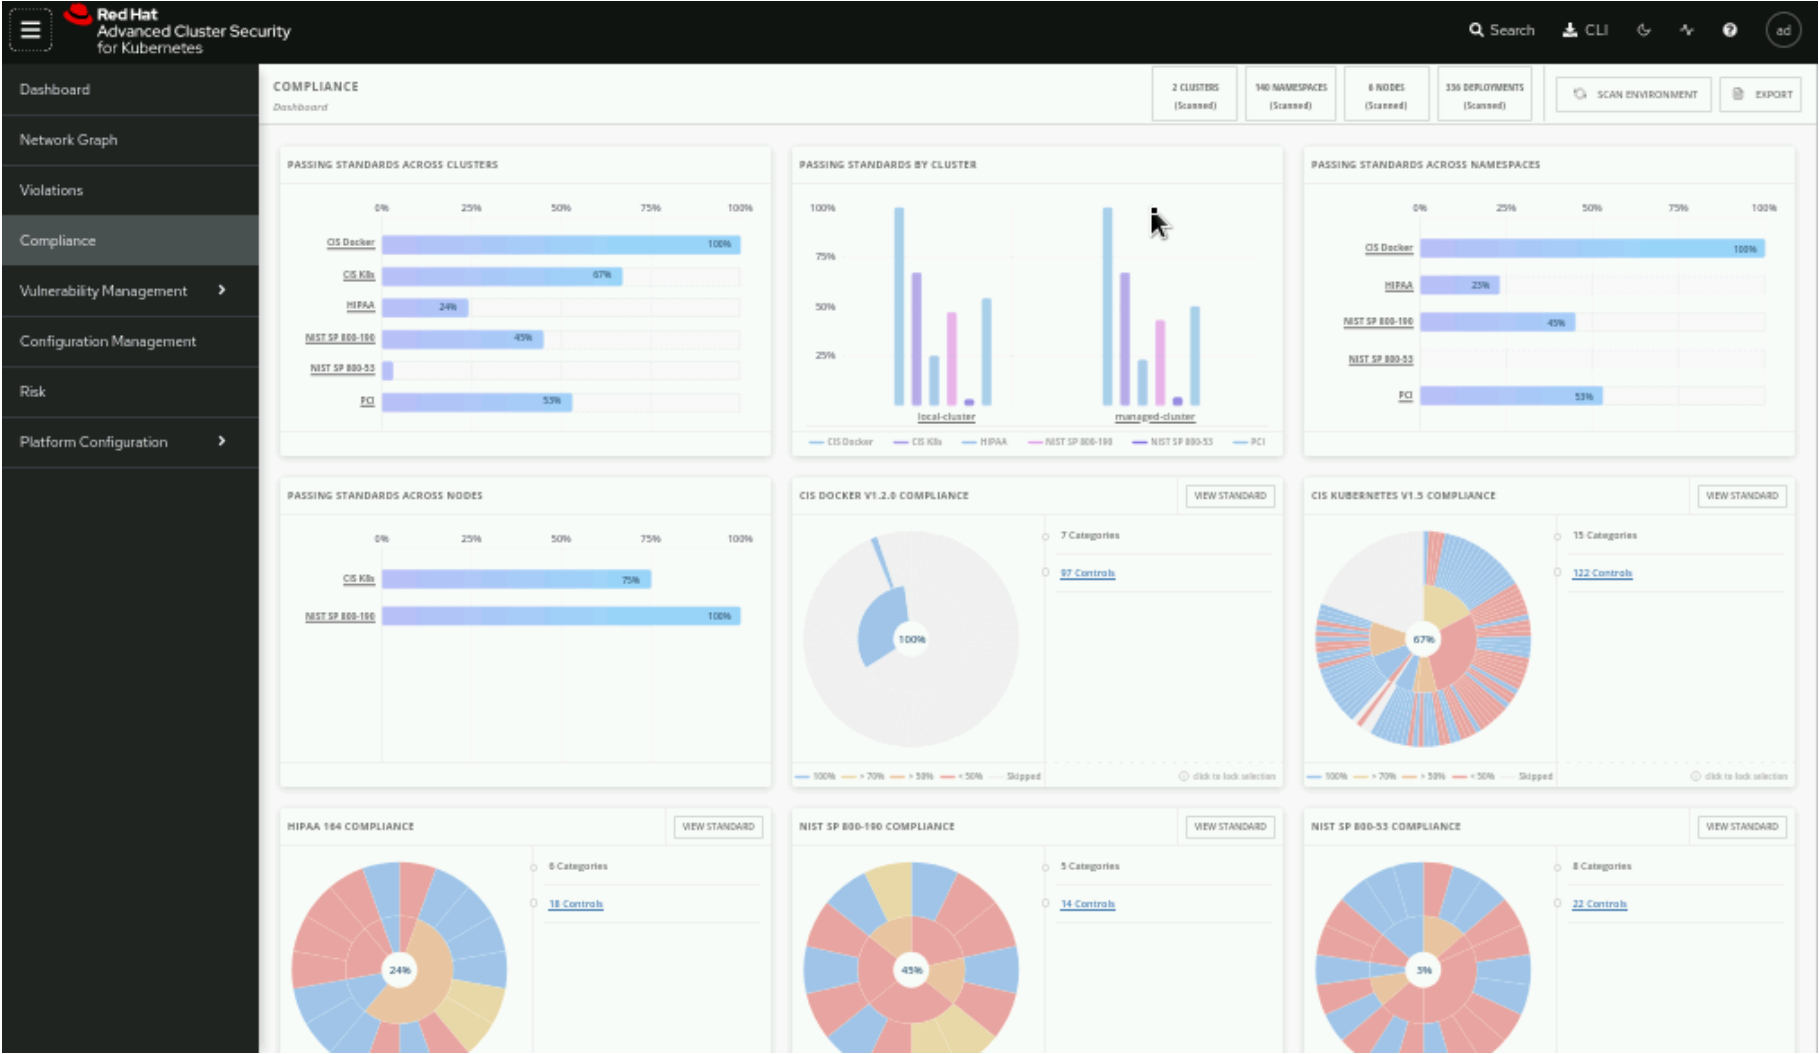 Red Hat
Advanced Cluster Security
for Kubernetes
Search
CLI
ad
Dashboard
Network Graph
Violations
Compliance
Vulnerability Management
Configuration Management
Risk
Platform Configuration
COMPLIANCE
Dashboard
2 CLUSTERS
(Scanned)
140 NAMESPACES
(Scanned)
6 NODES
(Scanned)
336 DEPLOYMENTS
(Scanned)
SCAN ENVIRONMENT
EXPORT
PASSING STANDARDS ACROSS CLUSTERS
0% 25% 50% 75% 100%
CIS Docker 100%
CIS K8s 67%
HIPAA 24%
NIST SP 800-190 45%
NIST SP 800-53
PCI 53%
PASSING STANDARDS BY CLUSTER
100%
75%
50%
25%
local-cluster managed-cluster
CIS Docker CIS K8s HIPAA NIST SP 800-190 NIST SP 800-53 PCI
PASSING STANDARDS ACROSS NAMESPACES
0% 25% 50% 75% 100%
CIS Docker 100%
HIPAA 23%
NIST SP 800-190 45%
NIST SP 800-53
PCI 53%
PASSING STANDARDS ACROSS NODES
0% 25% 50% 75% 100%
CIS K8s 75%
NIST SP 800-190 100%
CIS DOCKER V1.2.0 COMPLIANCE
VIEW STANDARD
100%
7 Categories
97 Controls
100% > 70% > 50% < 50% Skipped
click to lock selection
CIS KUBERNETES V1.5 COMPLIANCE
VIEW STANDARD
67%
15 Categories
122 Controls
100% > 70% > 50% < 50% Skipped
click to lock selection
HIPAA 164 COMPLIANCE
VIEW STANDARD
24%
6 Categories
18 Controls
NIST SP 800-190 COMPLIANCE
VIEW STANDARD
45%
5 Categories
14 Controls
NIST SP 800-53 COMPLIANCE
VIEW STANDARD
3%
8 Categories
22 Controls